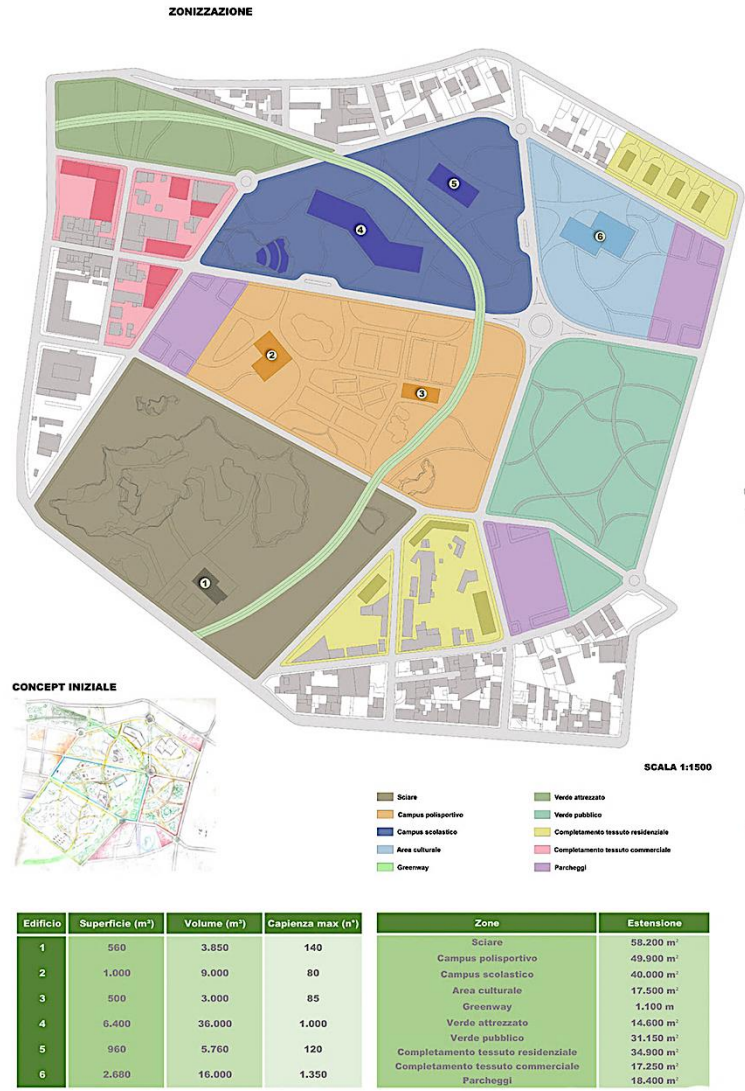 ZONIZZAZIONE
5
4
6
2
3
1
CONCEPT INIZIALE
SCALA 1:1500
Sciare
Campus polisportivo
Campus scolastico
Area culturale
Greenway
Verde attrezzato
Verde pubblico
Completamento tessuto residenziale
Completamento tessuto commerciale
Parcheggi
Edificio Superficie (m²) Volume (m³) Capienza max (n°)
1 560 3.850 140
2 1.000 9.000 80
3 500 3.000 85
4 6.400 36.000 1.000
5 960 5.760 120
6 2.680 16.000 1.350
Zone Estensione
Sciare 58.200 m²
Campus polisportivo 49.900 m²
Campus scolastico 40.000 m²
Area culturale 17.500 m²
Greenway 1.100 m
Verde attrezzato 14.600 m²
Verde pubblico 31.150 m²
Completamento tessuto residenziale 34.900 m²
Completamento tessuto commerciale 17.250 m²
Parcheggi 18.400 m²